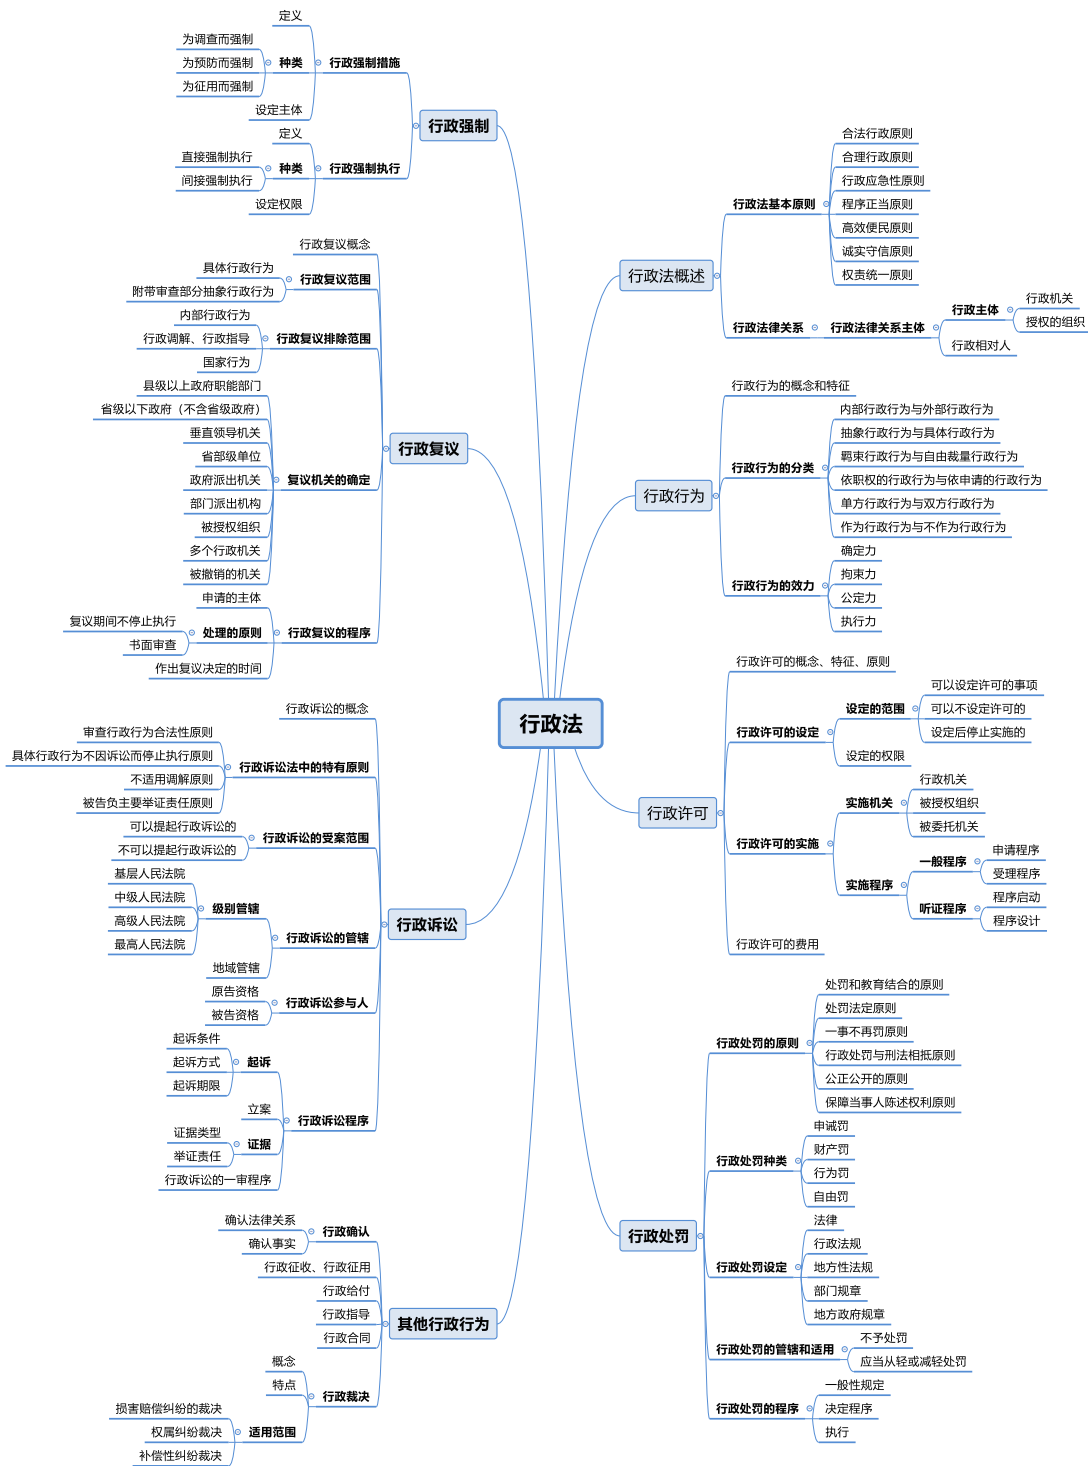 行政法
行政法概述
行政法基本原则
合法行政原则
合理行政原则
行政应急性原则
程序正当原则
高效便民原则
诚实守信原则
权责统一原则
行政法律关系
行政法律关系主体
行政主体
行政机关
授权的组织
行政相对人
行政行为
行政行为的概念和特征
行政行为的分类
内部行政行为与外部行政行为
抽象行政行为与具体行政行为
羁束行政行为与自由裁量行政行为
依职权的行政行为与依申请的行政行为
单方行政行为与双方行政行为
作为行政行为与不作为行政行为
行政行为的效力
确定力
拘束力
公定力
执行力
行政许可
行政许可的概念、特征、原则
行政许可的设定
设定的范围
可以设定许可的事项
可以不设定许可的
设定后停止实施的
设定的权限
行政许可的实施
实施机关
行政机关
被授权组织
被委托机关
实施程序
一般程序
申请程序
受理程序
听证程序
程序启动
程序设计
行政许可的费用
行政处罚
行政处罚的原则
处罚和教育结合的原则
处罚法定原则
一事不再罚原则
行政处罚与刑法相抵原则
公正公开的原则
保障当事人陈述权利原则
行政处罚种类
申诫罚
财产罚
行为罚
自由罚
行政处罚设定
法律
行政法规
地方性法规
部门规章
地方政府规章
行政处罚的管辖和适用
不予处罚
应当从轻或减轻处罚
行政处罚的程序
一般性规定
决定程序
执行
行政强制
行政强制措施
定义
种类
为调查而强制
为预防而强制
为征用而强制
设定主体
行政强制执行
定义
种类
直接强制执行
间接强制执行
设定权限
行政复议
行政复议概念
行政复议范围
具体行政行为
附带审查部分抽象行政行为
行政复议排除范围
内部行政行为
行政调解、行政指导
国家行为
复议机关的确定
县级以上政府职能部门
省级以下政府（不含省级政府）
垂直领导机关
省部级单位
政府派出机关
部门派出机构
被授权组织
多个行政机关
被撤销的机关
行政复议的程序
申请的主体
处理的原则
复议期间不停止执行
书面审查
作出复议决定的时间
行政诉讼
行政诉讼的概念
行政诉讼法中的特有原则
审查行政行为合法性原则
具体行政行为不因诉讼而停止执行原则
不适用调解原则
被告负主要举证责任原则
行政诉讼的受案范围
可以提起行政诉讼的
不可以提起行政诉讼的
行政诉讼的管辖
级别管辖
基层人民法院
中级人民法院
高级人民法院
最高人民法院
地域管辖
行政诉讼参与人
原告资格
被告资格
行政诉讼程序
起诉
起诉条件
起诉方式
起诉期限
立案
证据
证据类型
举证责任
行政诉讼的一审程序
其他行政行为
行政确认
确认法律关系
确认事实
行政征收、行政征用
行政给付
行政指导
行政合同
行政裁决
概念
特点
适用范围
损害赔偿纠纷的裁决
权属纠纷裁决
补偿性纠纷裁决